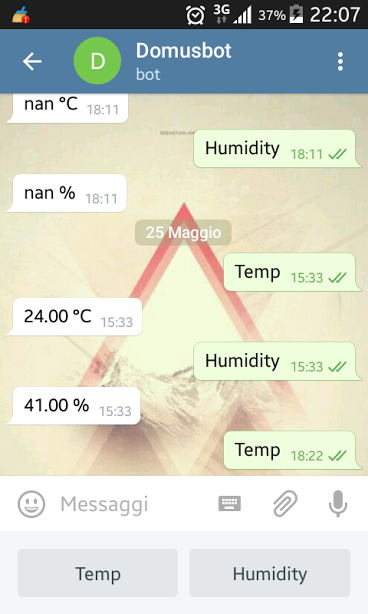 3G 37% 22:07
D Domusbot
bot
nan °C 18:11
Humidity 18:11
nan % 18:11
25 Maggio
Temp 15:33
24.00 °C 15:33
Humidity 15:33
41.00 % 15:33
Temp 18:22
Messaggi
Temp Humidity